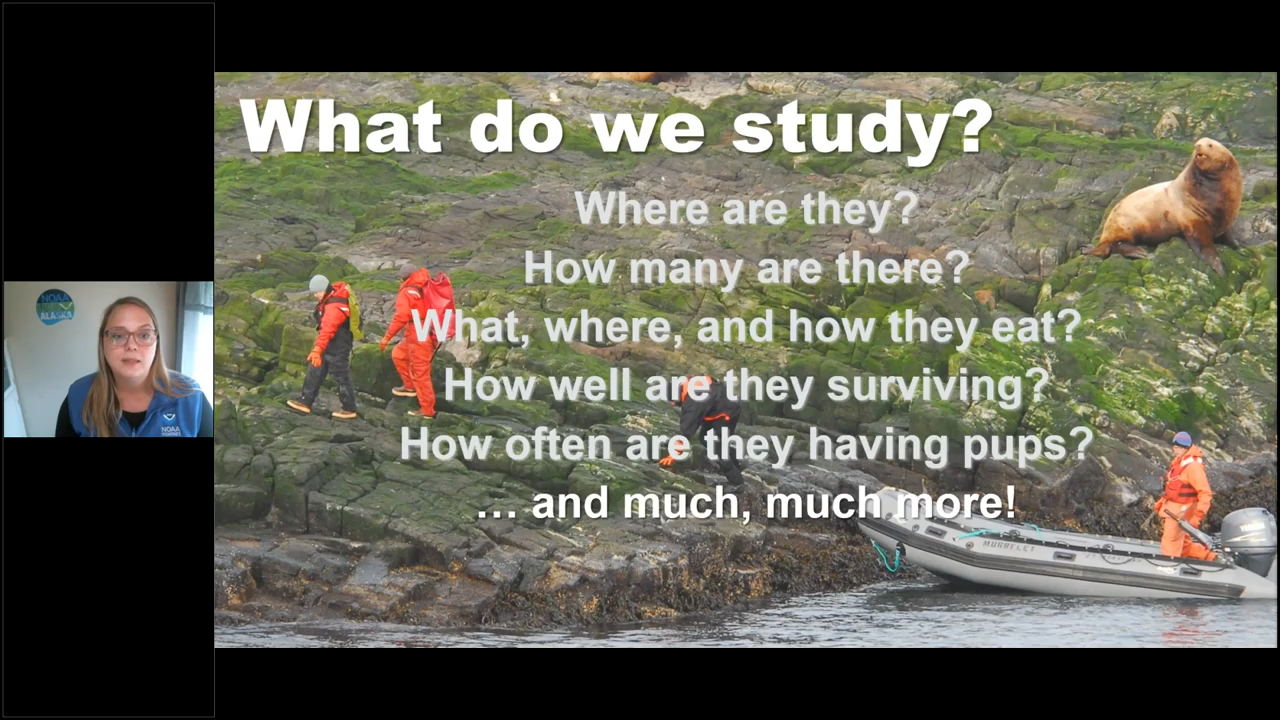 What do we study?
Where are they?
How many are there?
What, where, and how they eat?
How well are they surviving?
How often are they having pups?
... and much, much more!
MURRELET
NOAA
ALASKA
NOAA